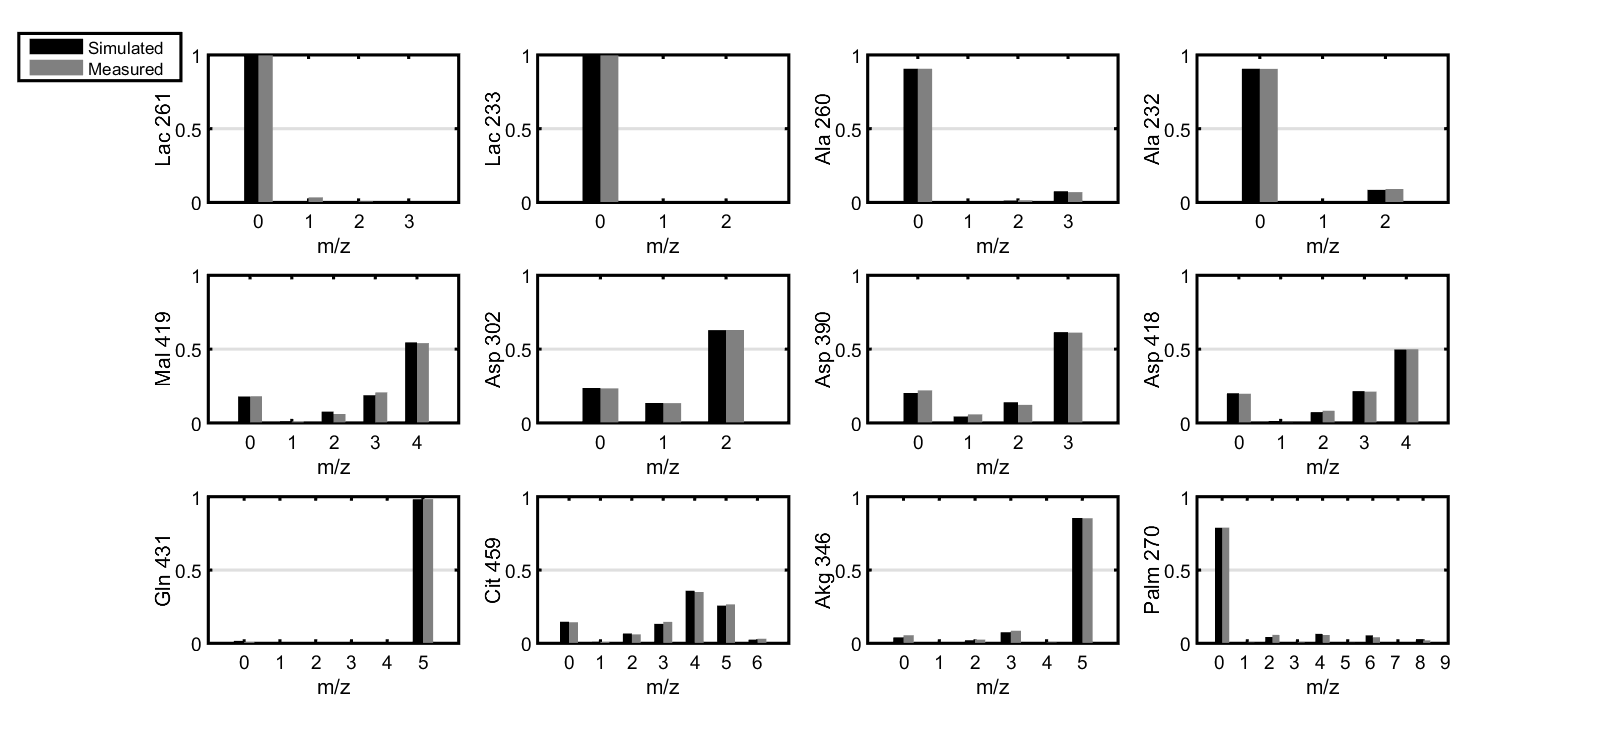 Simulated
Measured
Lac 261
1
0.5
0
0 1 2 3
m/z
Lac 233
1
0.5
0
0 1 2
m/z
Ala 260
1
0.5
0
0 1 2 3
m/z
Ala 232
1
0.5
0
0 1 2
m/z
Mal 419
1
0.5
0
0 1 2 3 4
m/z
Asp 302
1
0.5
0
0 1 2
m/z
Asp 390
1
0.5
0
0 1 2 3
m/z
Asp 418
1
0.5
0
0 1 2 3 4
m/z
Gln 431
1
0.5
0
0 1 2 3 4 5
m/z
Cit 459
1
0.5
0
0 1 2 3 4 5 6
m/z
Akg 346
1
0.5
0
0 1 2 3 4 5
m/z
Palm 270
1
0.5
0
0 1 2 3 4 5 6 7 8 9
m/z